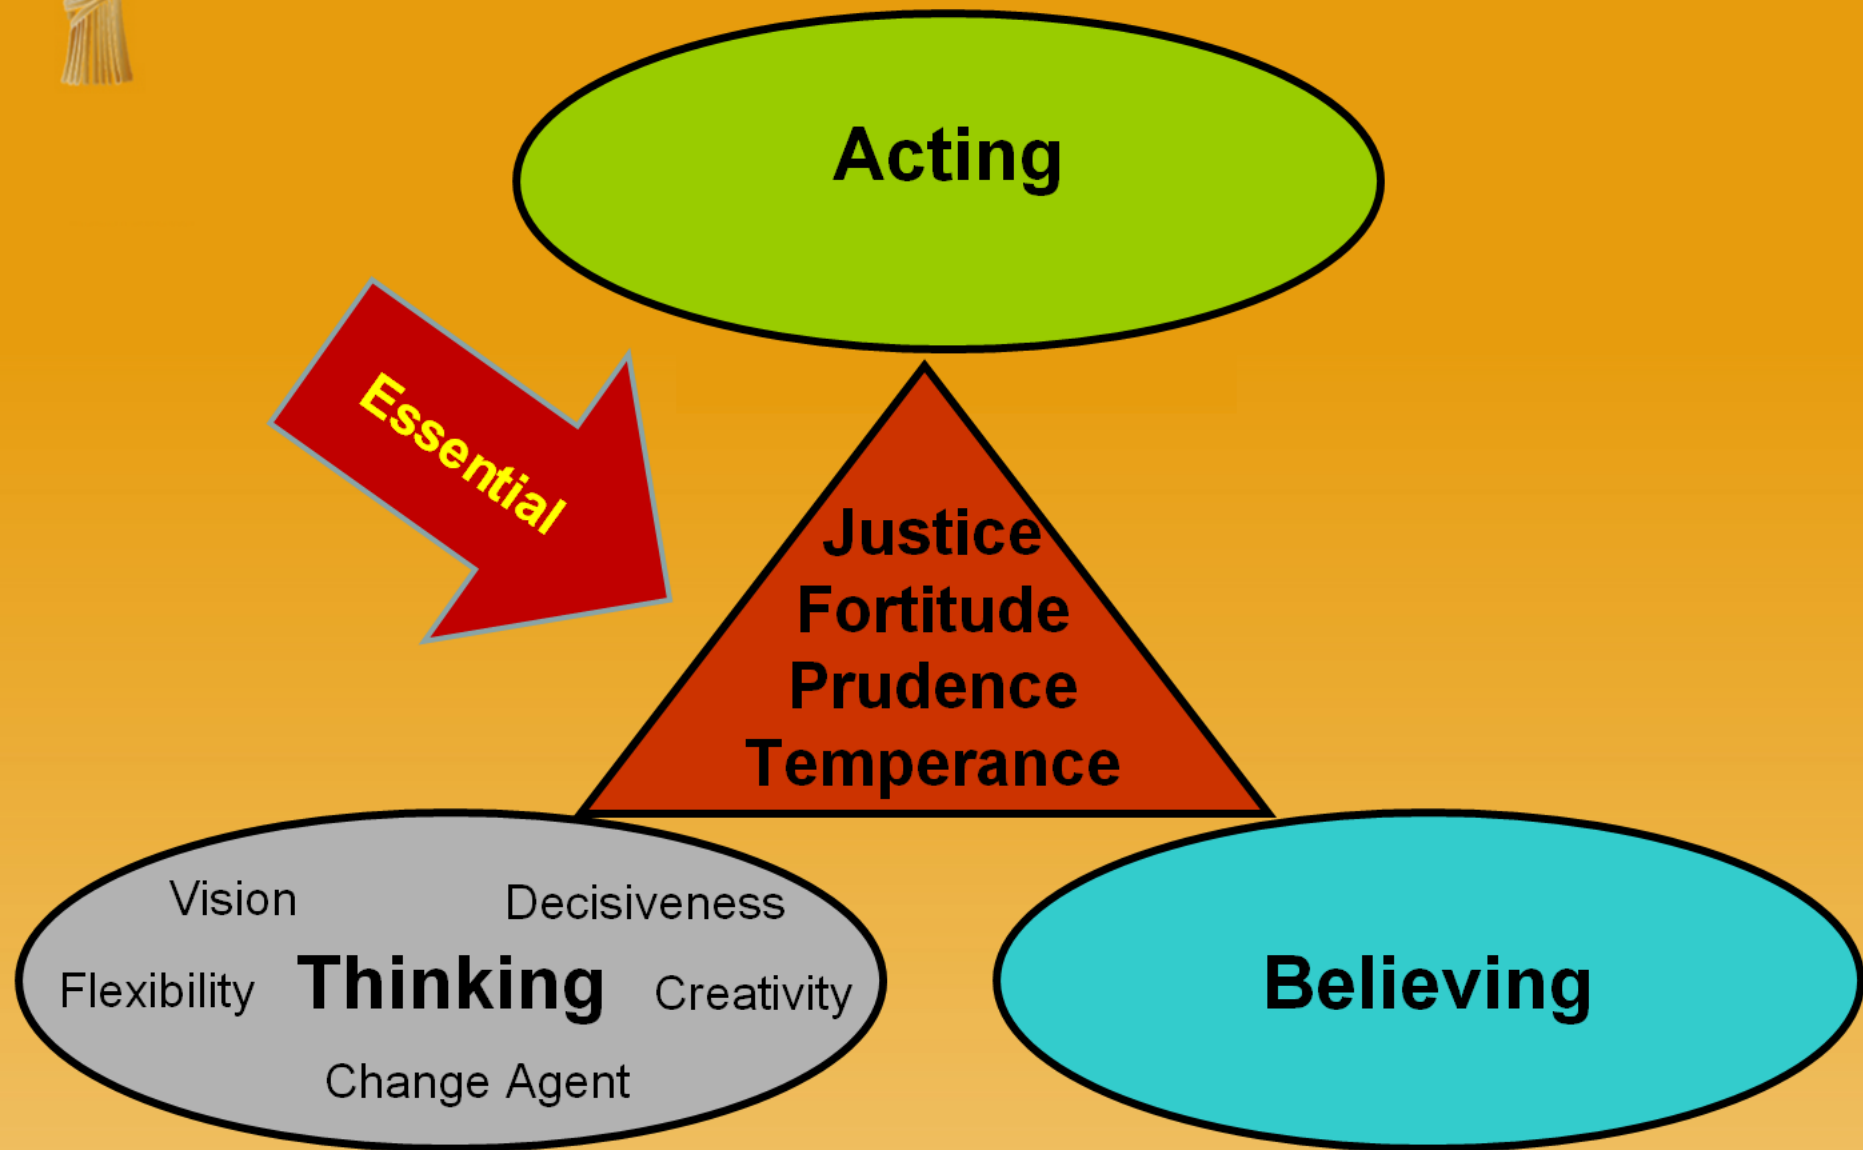 Acting
Essential
Justice
Fortitude
Prudence
Temperance
Vision
Decisiveness
Flexibility
Thinking
Creativity
Change Agent
Believing